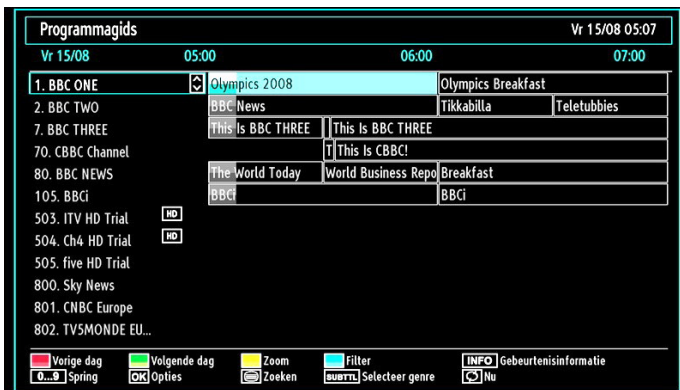 Programmagids Vr 15/08 05:07
Vr 15/08 05:00 06:00 07:00
1. BBC ONE Olympics 2008 Olympics Breakfast
2. BBC TWO BBC News Tikkabilla Teletubbies
7. BBC THREE This Is BBC THREE This Is BBC THREE
70. CBBC Channel T This Is CBBC!
80. BBC NEWS The World Today World Business Repo Breakfast
105. BBCi BBCi BBCi
503. ITV HD Trial HD
504. Ch4 HD Trial HD
505. five HD Trial
800. Sky News
801. CNBC Europe
802. TV5MONDE EU...
Vorige dag Volgende dag Zoom Filter INFO Gebeurtenisinformatie
0...9 Spring OK Opties Zoeken SUBTTL Selecteer genre Nu